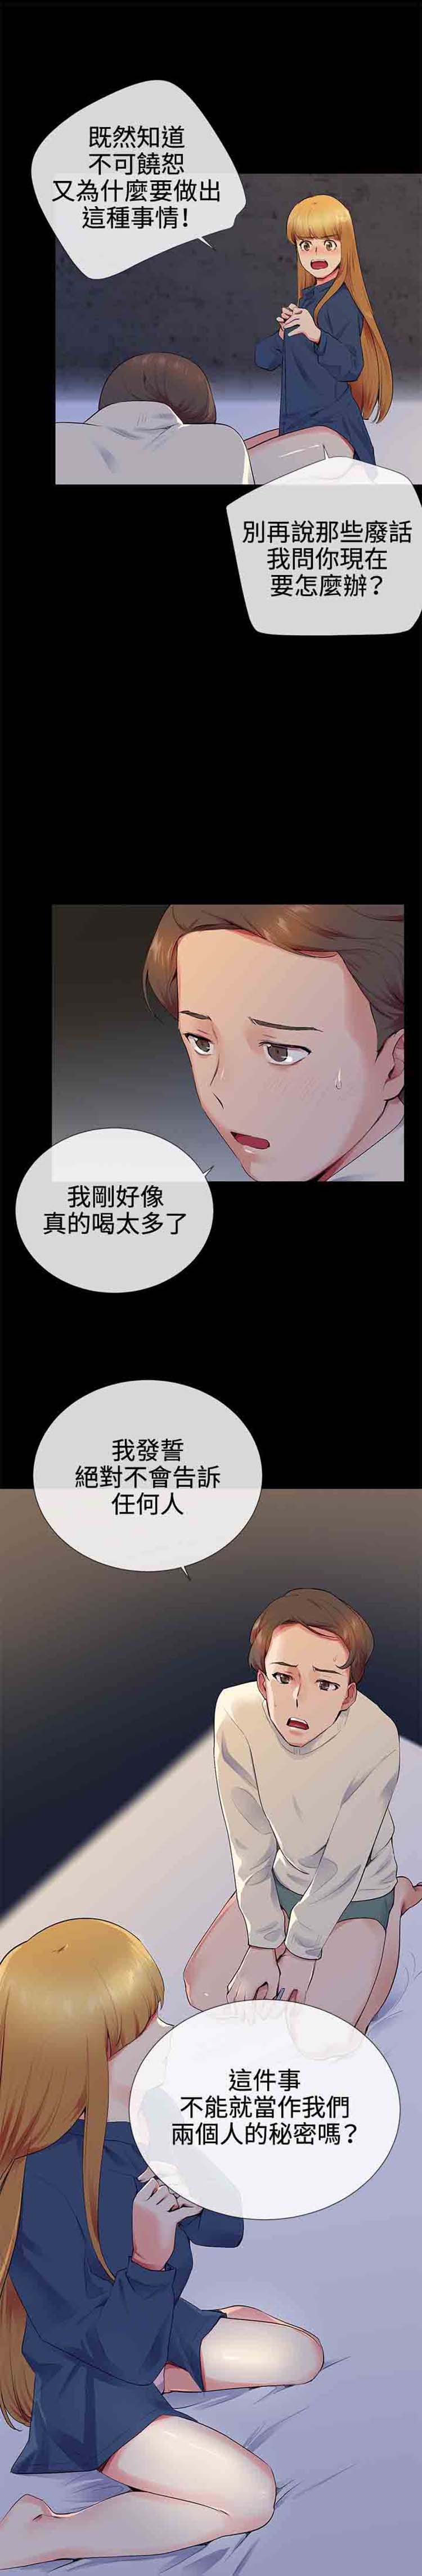 既然知道
不可饒恕
又為什麼要做出
這種事情！
別再說那些廢話
我問你現在
要怎麼辦？
我剛好像
真的喝太多了
我發誓
絕對不會告訴
任何人
這件事
不能就當作我們
兩個人的秘密嗎？